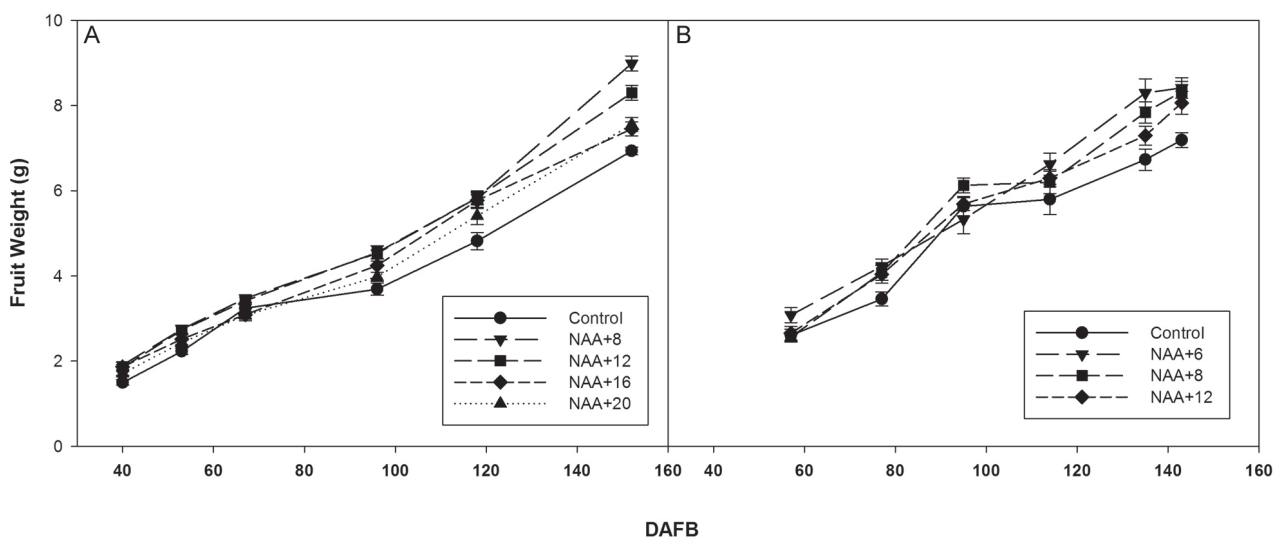 A
B
10
8
6
4
2
0
Fruit Weight (g)
Control
NAA+8
NAA+12
NAA+16
NAA+20
Control
NAA+6
NAA+8
NAA+12
40 60 80 100 120 140 160 40 60 80 100 120 140 160
DAFB